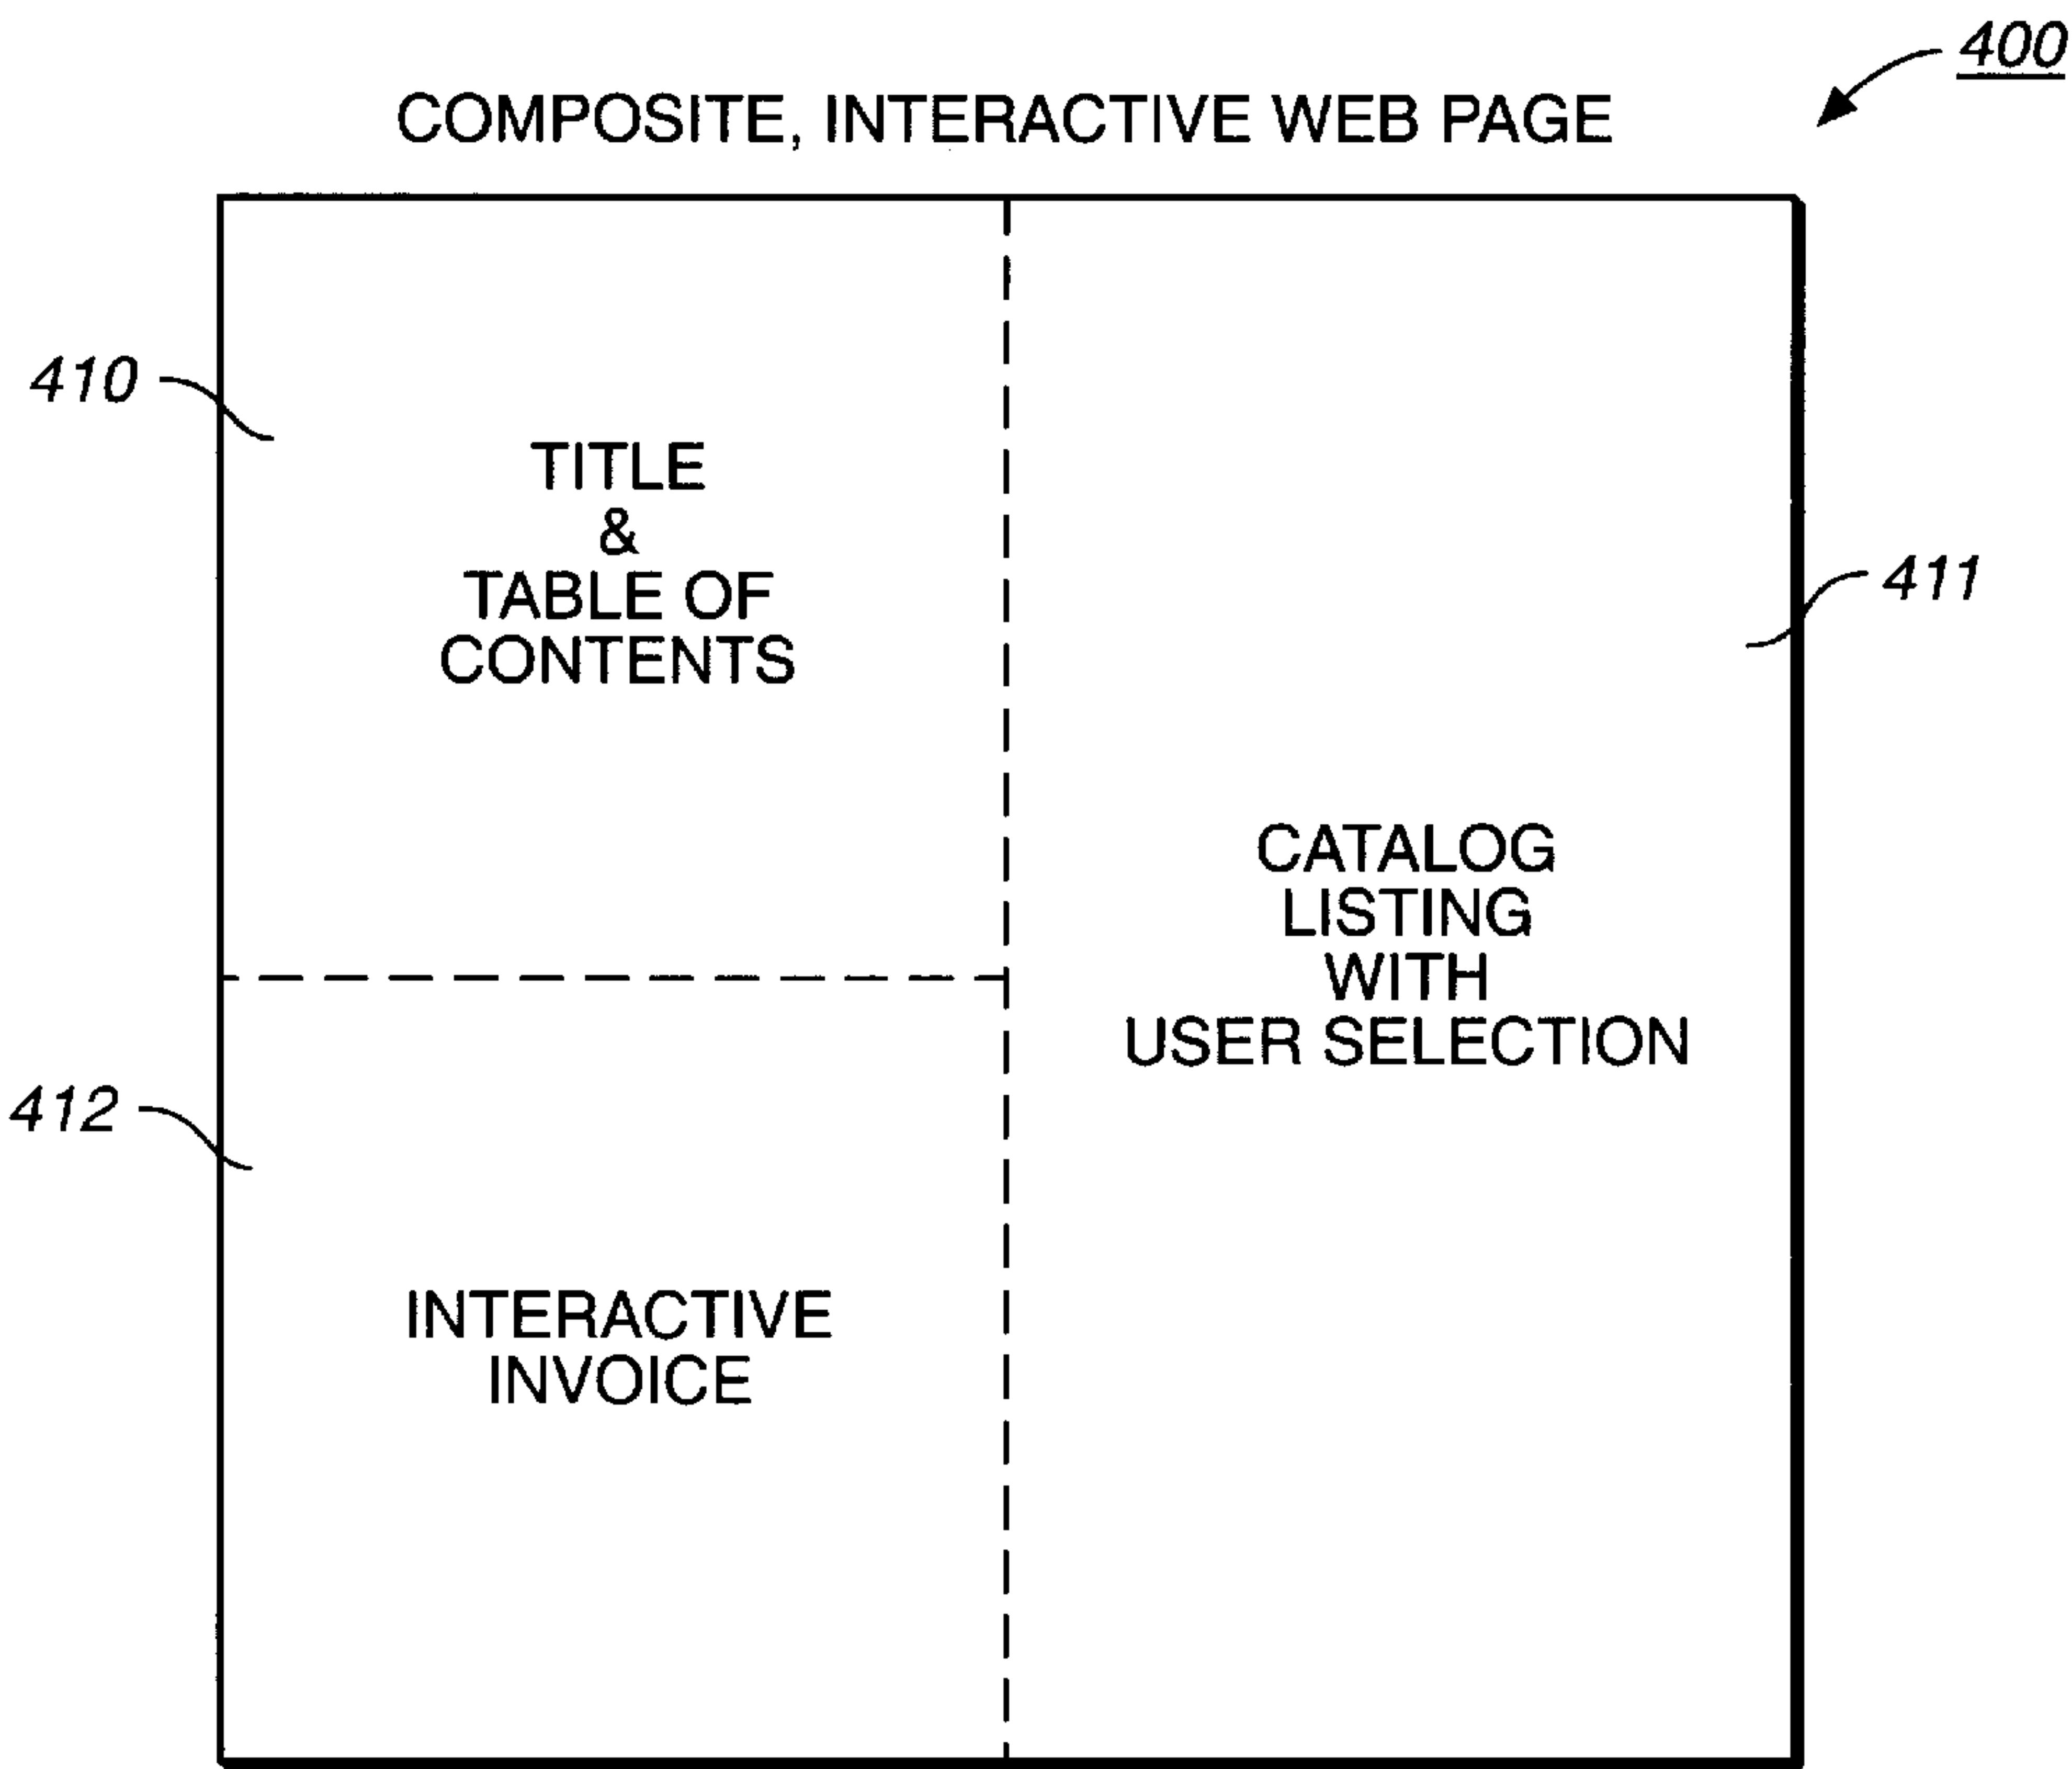 400
COMPOSITE, INTERACTIVE WEB PAGE
410
TITLE
&
TABLE OF
CONTENTS
411
CATALOG
LISTING
WITH
USER SELECTION
412
INTERACTIVE
INVOICE